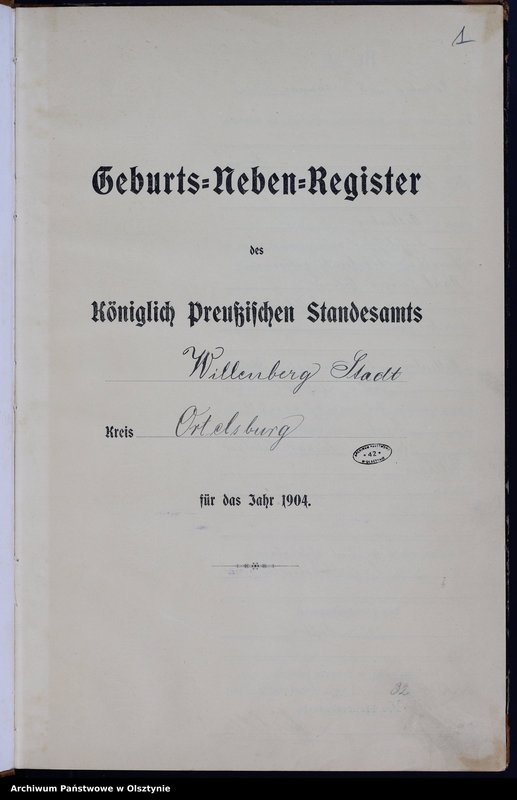 1
Geburts=Neben=Register
des
Königlich Preußischen Standesamts
Willenberg Stadt
Kreis Ortelsburg
* 42 *
für das Jahr 1904.
32
Archiwum Państwowe w Olsztynie